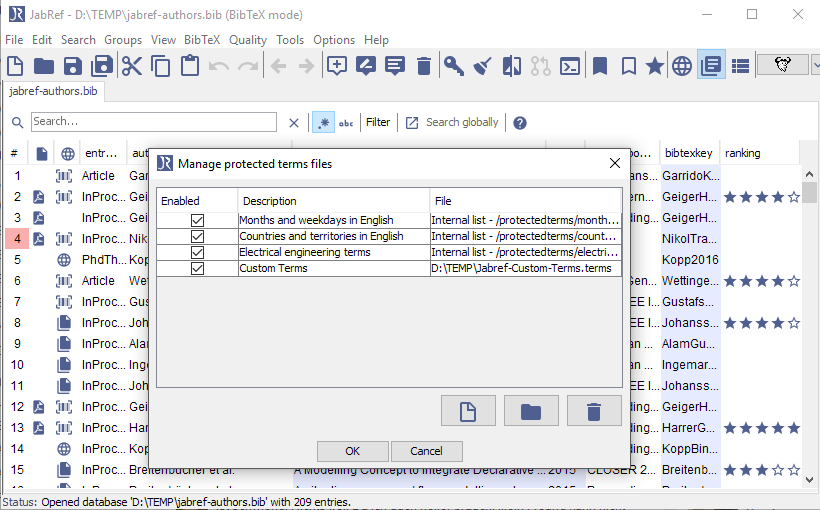 JabRef - D:\TEMP\jabref-authors.bib (BibTeX mode)
File Edit Search Groups View BibTeX Quality Tools Options Help
jabref-authors.bib
Search... abc Filter Search globally
# entr... aut bo... bibtexkey ranking
Manage protected terms files
Enabled Description File
Months and weekdays in English Internal list - /protectedterms/month...
Countries and territories in English Internal list - /protectedterms/count...
Electrical engineering terms Internal list - /protectedterms/electri...
Custom Terms D:\TEMP\Jabref-Custom-Terms.terms
OK Cancel
1 Article Gar GarridoK...
2 InProc... Gei GeigerH...
3 InProc... Gei GeigerH...
4 InProc... Nik NikolTra...
5 PhdTh... Kop Kopp2016
6 Article Wet Wettinge...
7 InProc... Gus Gustafs...
8 InProc... Joh Johanss...
9 InProc... Ala AlamGu...
10 InProc... Inge Ingemar...
11 InProc... Joh Johanss...
12 InProc... Gei GeigerH...
13 InProc... Har HarrerG...
14 InProc... Kop KoppBin...
15 InProc... Breitenbücher et al. A Modelling Concept to Integrate Declarative ... 2015 CLOSER 2... Breitenb...
Status: Opened database 'D:\TEMP\jabref-authors.bib' with 209 entries.